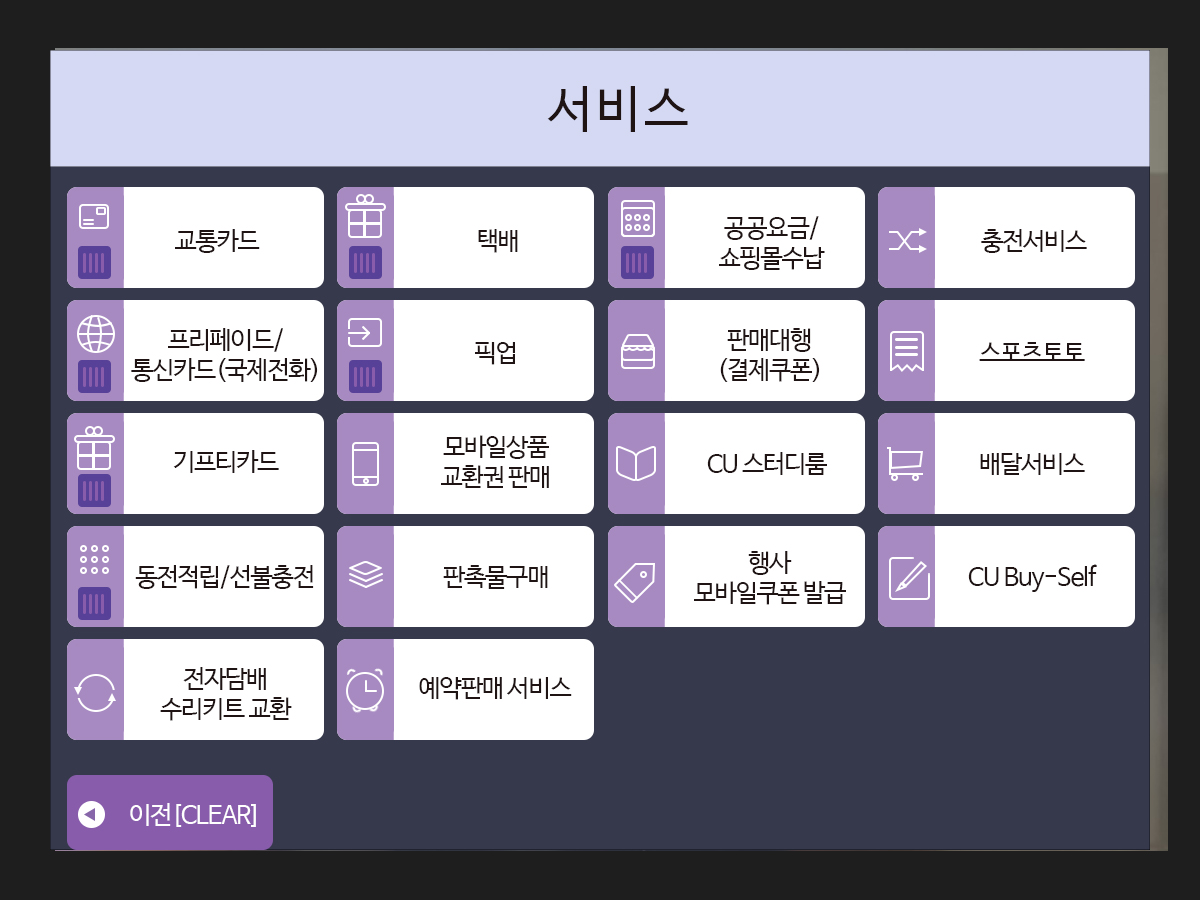 서비스
교통카드
택배
공공요금/
쇼핑몰수납
충전서비스
프리페이드/
통신카드(국제전화)
픽업
판매대행
(결제쿠폰)
스포츠토토
기프티카드
모바일상품
교환권 판매
CU 스터디룸
배달서비스
동전적립/선불충전
판촉물구매
행사
모바일쿠폰 발급
CU Buy-Self
전자담배
수리키트 교환
예약판매 서비스
이전[CLEAR]